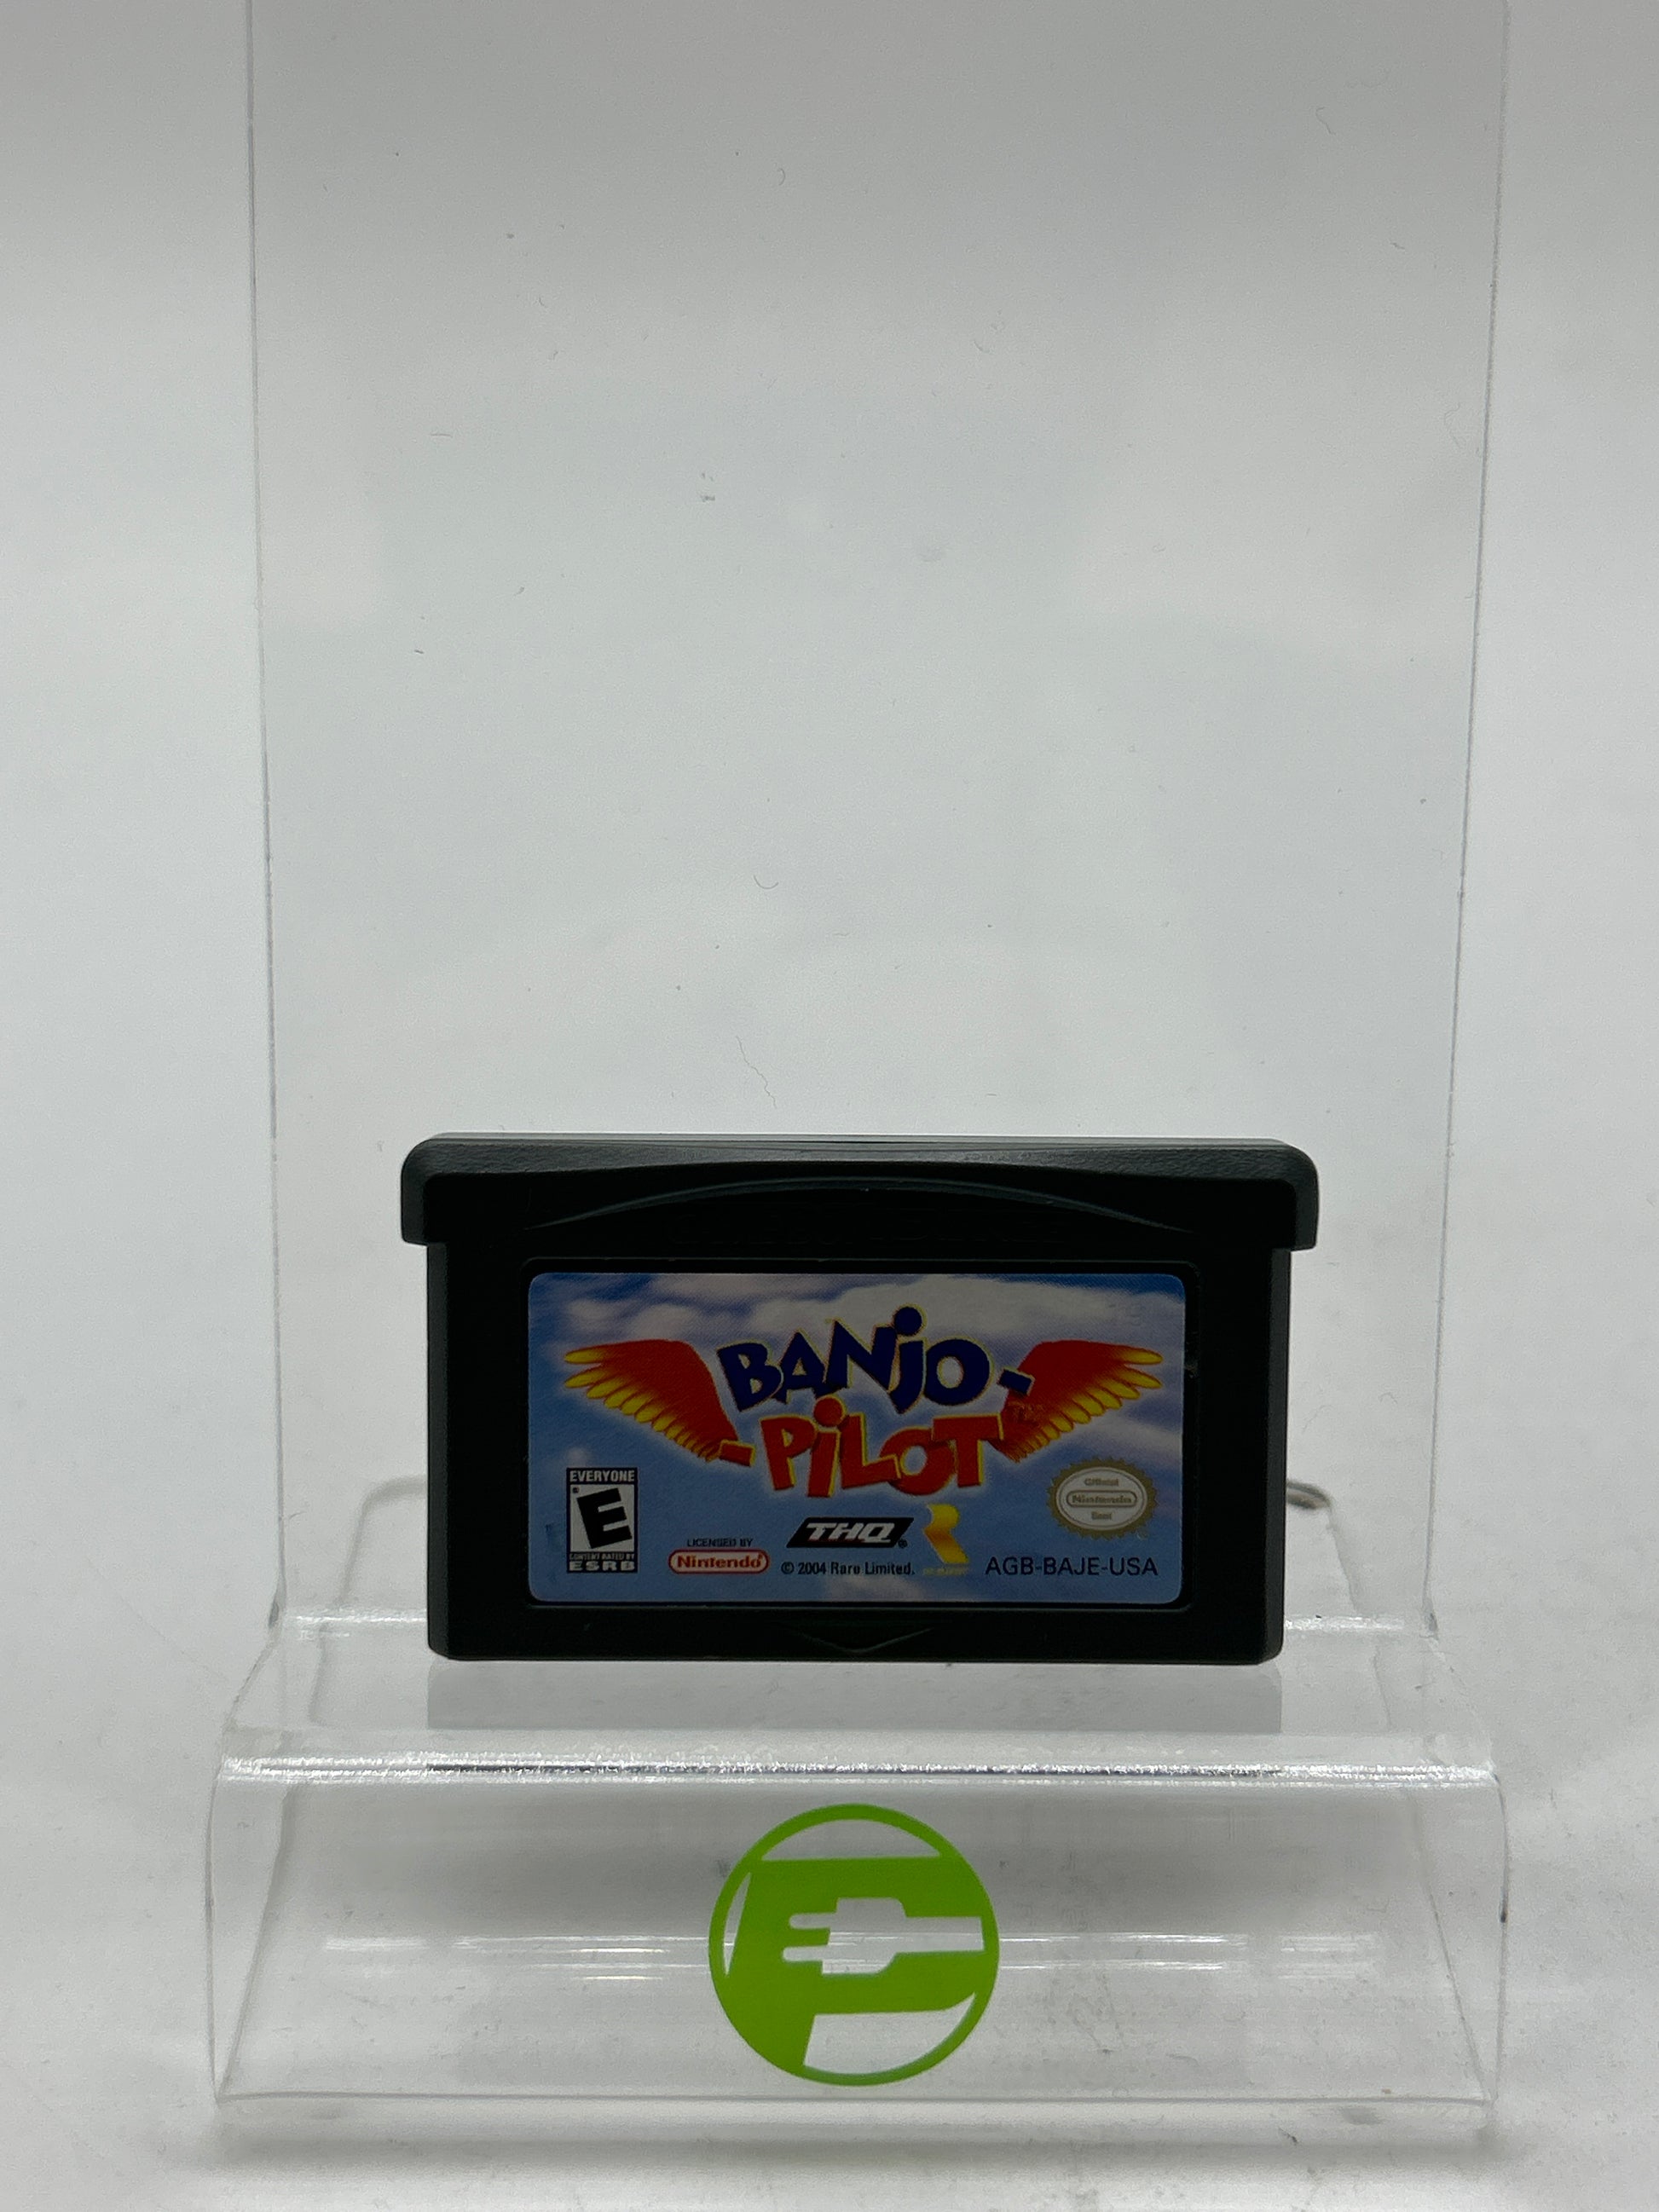 BANJO-
-PILOT™
EVERYONE
E
CONTENT RATED BY
ESRB
LICENSED BY
Nintendo®
THQ®
© 2004 Rare Limited.
Official
Nintendo
Seal
AGB-BAJE-USA